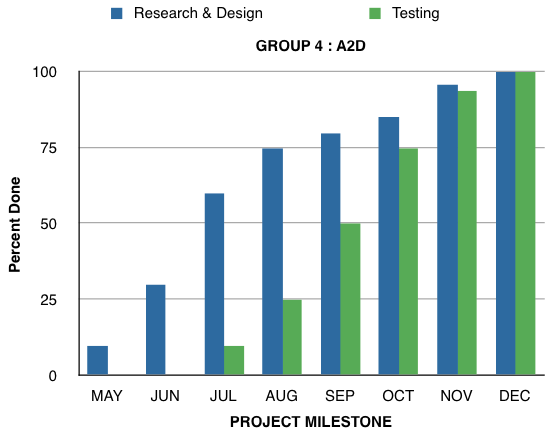 Research & Design Testing
GROUP 4 : A2D
100
75
50
25
0
Percent Done
MAY JUN JUL AUG SEP OCT NOV DEC
PROJECT MILESTONE